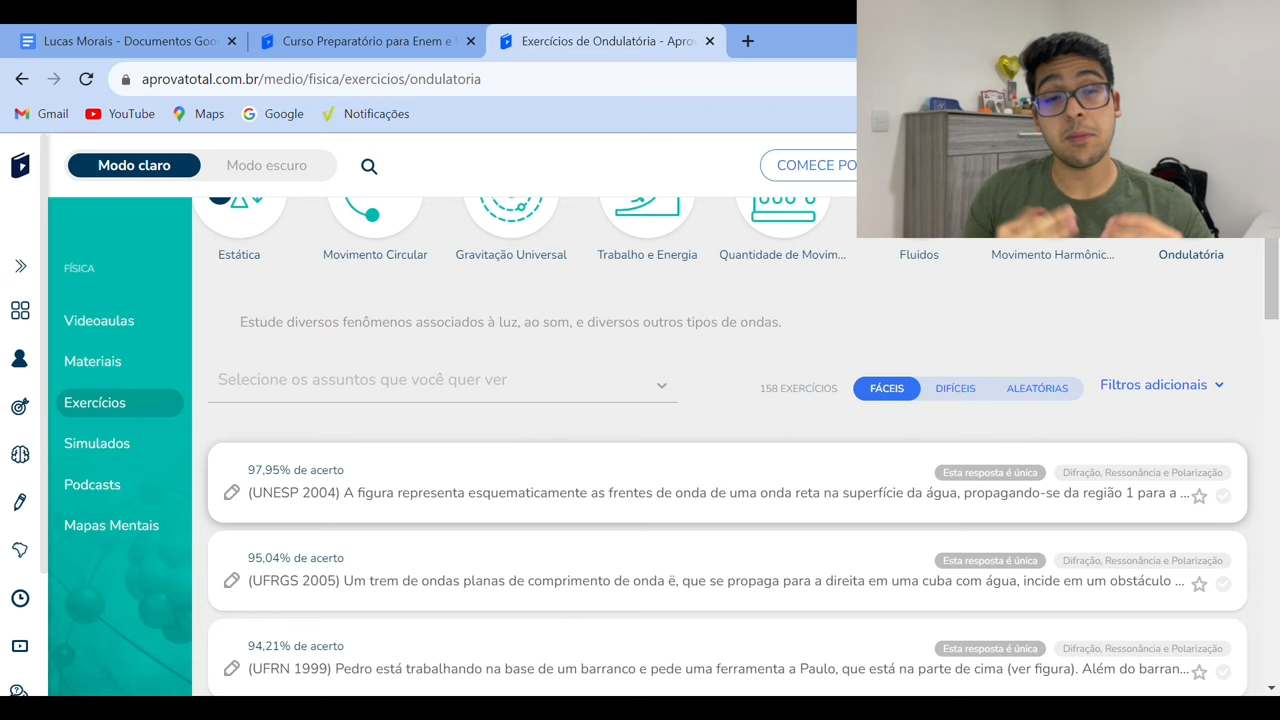 Lucas Morais - Documentos Goo
Curso Preparatório para Enem e
Exercícios de Ondulatória - Apro
aprovatotal.com.br/medio/fisica/exercicios/ondulatoria
Gmail
YouTube
Maps
Google
Notificações
Modo claro
Modo escuro
COMECE PO
Estática
Movimento Circular
Gravitação Universal
Trabalho e Energia
Quantidade de Movim...
Fluidos
Movimento Harmônic...
Ondulatória
FÍSICA
Videoaulas
Materiais
Exercícios
Simulados
Podcasts
Mapas Mentais
Estude diversos fenômenos associados à luz, ao som, e diversos outros tipos de ondas.
Selecione os assuntos que você quer ver
158 EXERCÍCIOS
FÁCEIS
DIFÍCEIS
ALEATÓRIAS
Filtros adicionais
97,95% de acerto
Esta resposta é única
Difração, Ressonância e Polarização
(UNESP 2004) A figura representa esquematicamente as frentes de onda de uma onda reta na superfície da água, propagando-se da região 1 para a ...
95,04% de acerto
Esta resposta é única
Difração, Ressonância e Polarização
(UFRGS 2005) Um trem de ondas planas de comprimento de onda ë, que se propaga para a direita em uma cuba com água, incide em um obstáculo ...
94,21% de acerto
Esta resposta é única
Difração, Ressonância e Polarização
(UFRN 1999) Pedro está trabalhando na base de um barranco e pede uma ferramenta a Paulo, que está na parte de cima (ver figura). Além do barran...